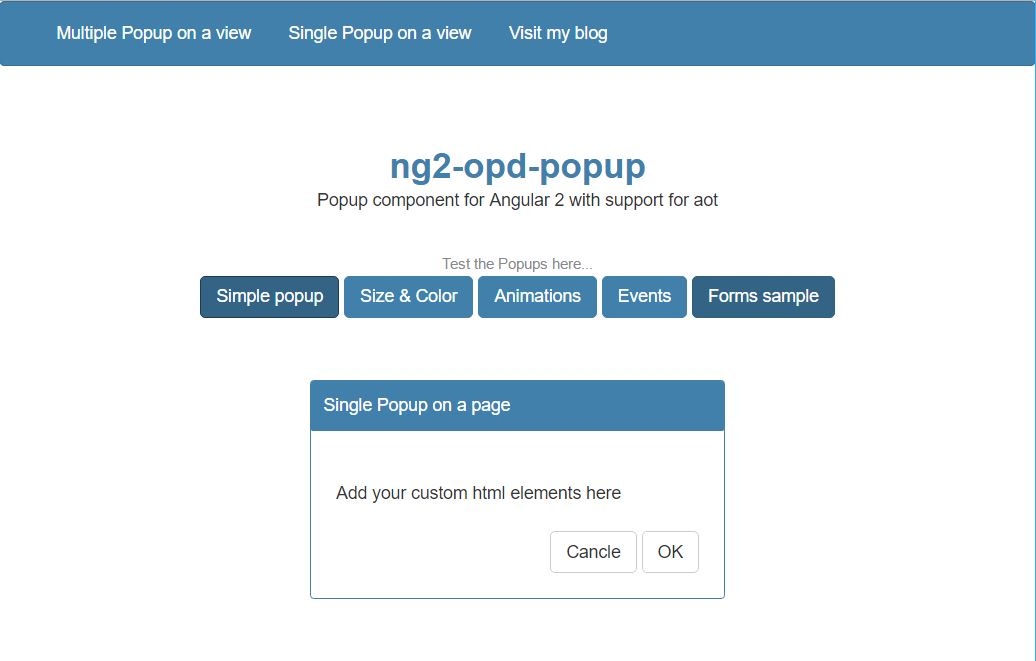 Multiple Popup on a view Single Popup on a view Visit my blog
ng2-opd-popup
Popup component for Angular 2 with support for aot
Test the Popups here...
Simple popup Size & Color Animations Events Forms sample
Single Popup on a page
Add your custom html elements here
Cancle OK